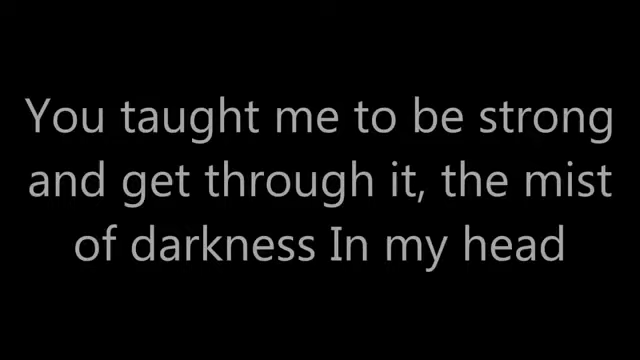 You taught me to be strong
and get through it, the mist
of darkness In my head